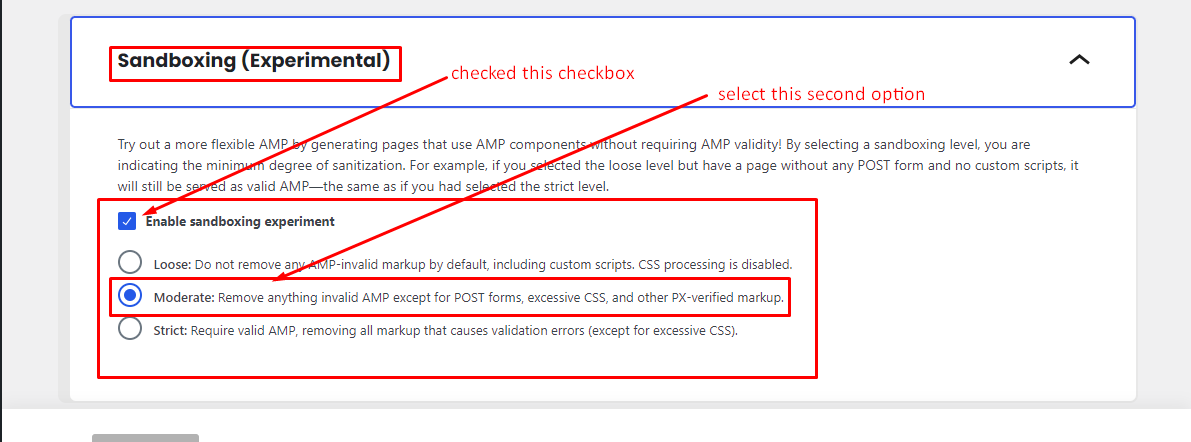 Sandboxing (Experimental)
checked this checkbox
select this second option
Try out a more flexible AMP by generating pages that use AMP components without requiring AMP validity! By selecting a sandboxing level, you are
indicating the minimum degree of sanitization. For example, if you selected the loose level but have a page without any POST form and no custom scripts, it
will still be served as valid AMP—the same as if you had selected the strict level.
Enable sandboxing experiment
Loose: Do not remove any AMP-invalid markup by default, including custom scripts. CSS processing is disabled.
Moderate: Remove anything invalid AMP except for POST forms, excessive CSS, and other PX-verified markup.
Strict: Require valid AMP, removing all markup that causes validation errors (except for excessive CSS).